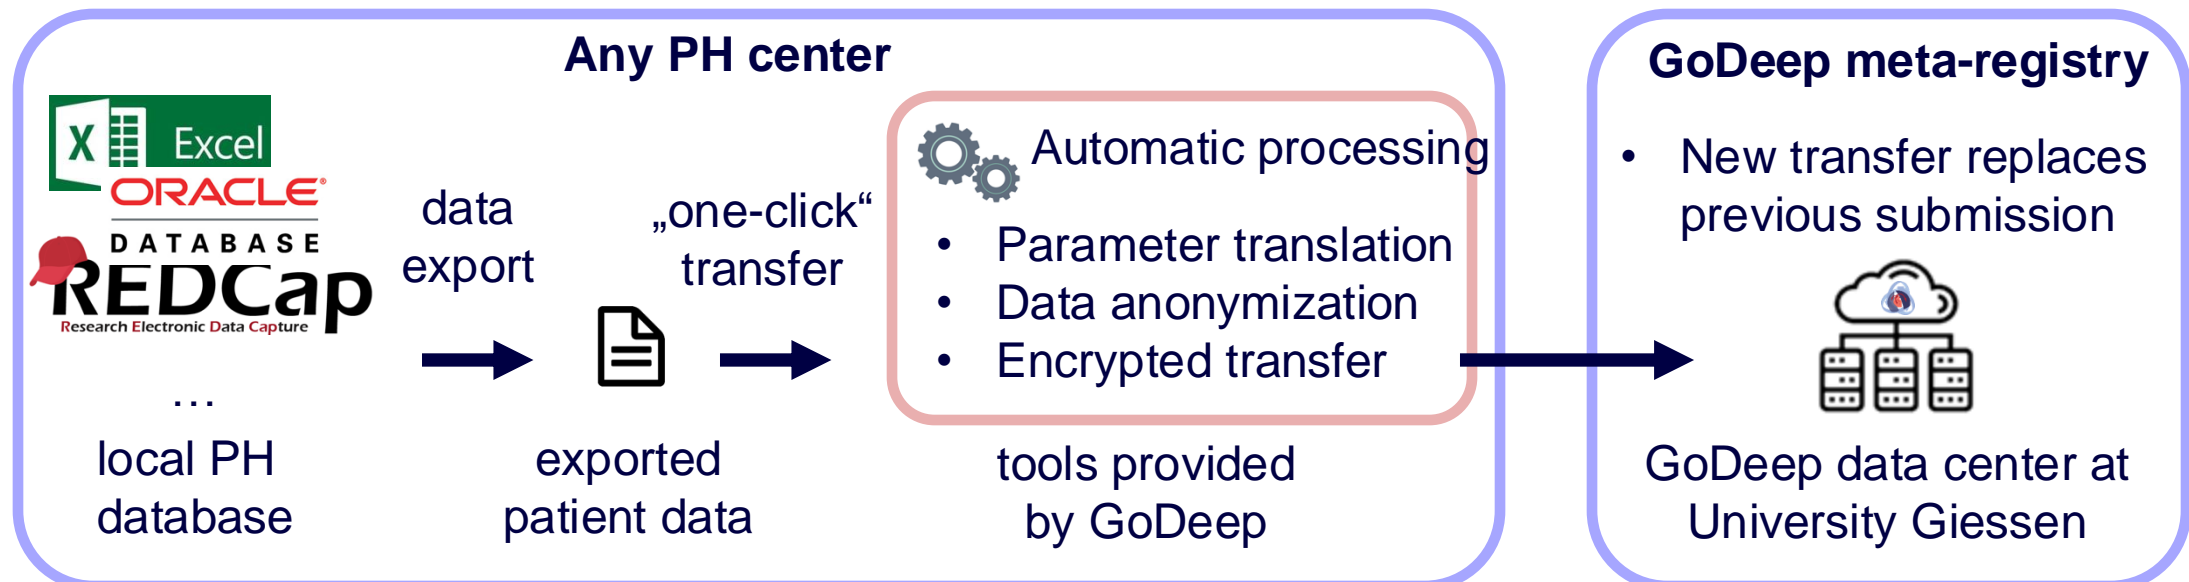 Any PH center
X
Excel
ORACLE®
DATABASE
REDCap
Research Electronic Data Capture
...
local PH
database
data
export
exported
patient data
„one-click“
transfer
Automatic processing
• Parameter translation
• Data anonymization
• Encrypted transfer
tools provided
by GoDeep
GoDeep meta-registry
• New transfer replaces
previous submission
GoDeep data center at
University Giessen